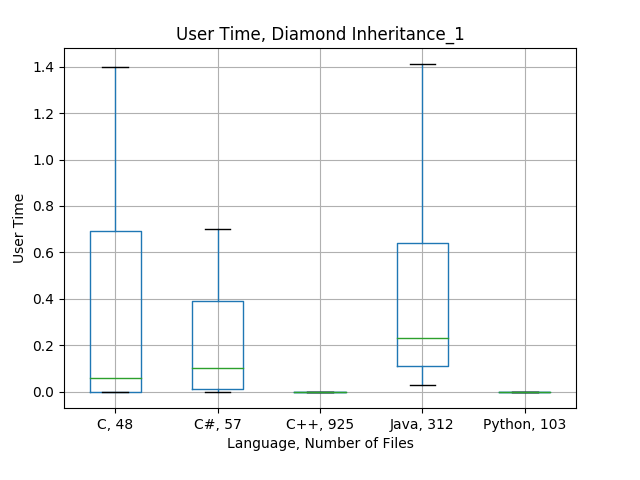 User Time, Diamond Inheritance_1
User Time
1.4
1.2
1.0
0.8
0.6
0.4
0.2
0.0
C, 48
C#, 57
C++, 925
Java, 312
Python, 103
Language, Number of Files